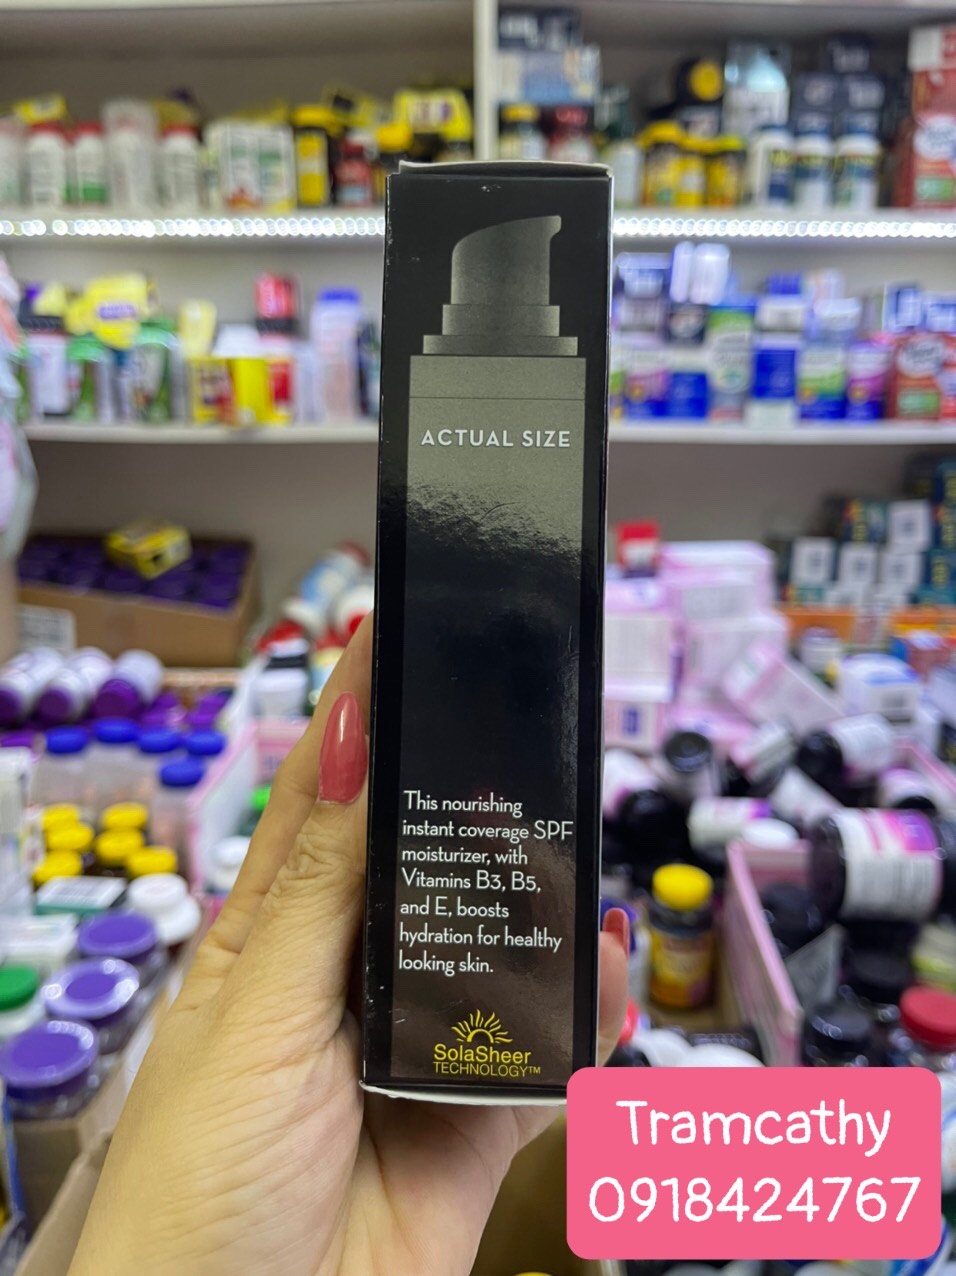 ACTUAL SIZE
This nourishing
instant coverage SPF
moisturizer, with
Vitamins B3, B5,
and E, boosts
hydration for healthy
looking skin.
SolaSheer
TECHNOLOGY™
Tramcathy
0918424767